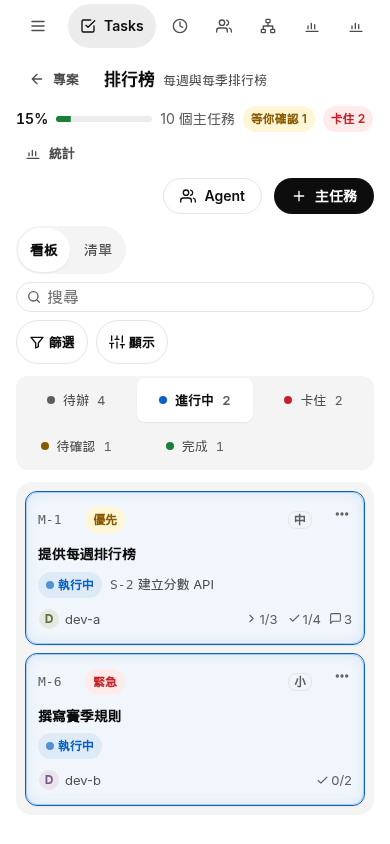 Tasks
專案 排行榜 每週與每季排行榜
15% 10 個主任務 等你確認 1 卡住 2
統計
Agent 主任務
看板 清單
搜尋
篩選 顯示
待辦 4 進行中 2 卡住 2
待確認 1 完成 1
M-1 優先 中
提供每週排行榜
執行中 S-2 建立分數 API
D dev-a 1/3 1/4 3
M-6 緊急 小
撰寫賽季規則
執行中
D dev-b 0/2